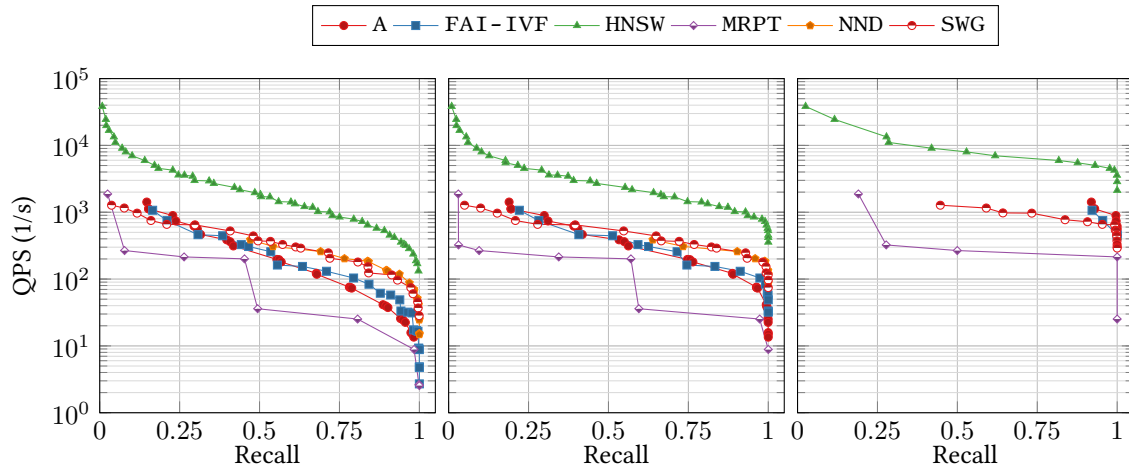 A FAI-IVF HNSW MRPT NND SWG
10^5
10^4
10^3
10^2
10^1
10^0
QPS (1/s)
0 0.25 0.5 0.75 1 0 0.25 0.5 0.75 1 0 0.25 0.5 0.75 1
Recall Recall Recall